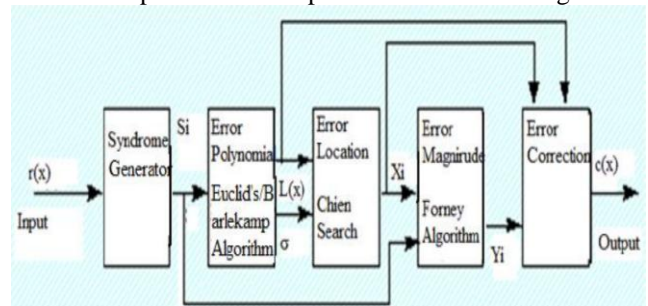 r(x)
Input
Syndrome
Generator
Si
Error
Polynomia
Euclid's/B
arlekamp
Algorithm
L(x)
σ
Error
Location
Chien
Search
Xi
Error
Magnirude
Forney
Algorithm
Yi
Error
Correction
c(x)
Output